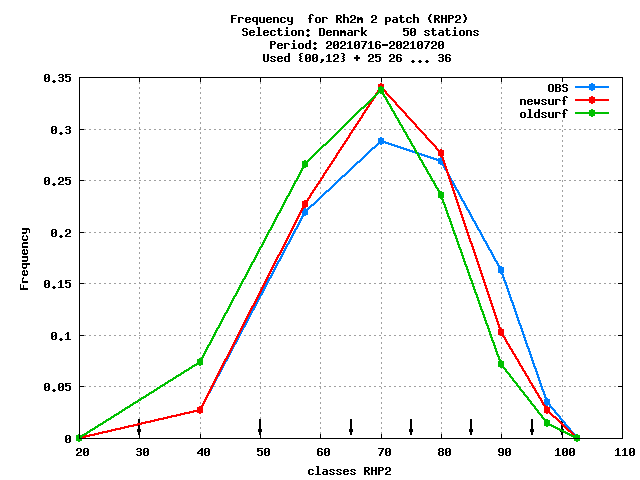 Frequency  for Rh2m 2 patch (RHP2)
Selection: Denmark     50 stations
Period: 20210716-20210720
Used {00,12} + 25 26 ... 36
OBS
newsurf
oldsurf
0.35
0.3
0.25
0.2
0.15
0.1
0.05
0
Frequency
20 30 40 50 60 70 80 90 100 110
classes RHP2